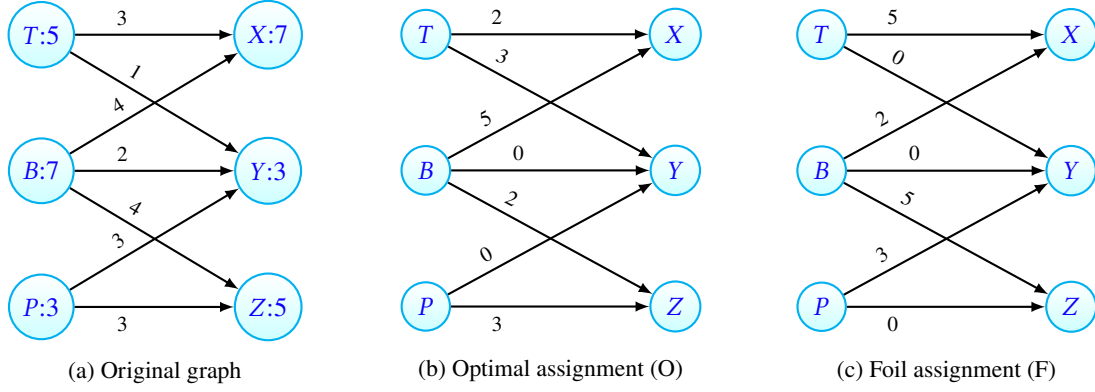 T:5
3
X:7
1
4
B:7
2
Y:3
4
3
P:3
3
Z:5
(a) Original graph
T
2
X
3
5
B
0
Y
2
0
P
3
Z
(b) Optimal assignment (O)
T
5
X
0
2
B
0
Y
5
3
P
0
Z
(c) Foil assignment (F)